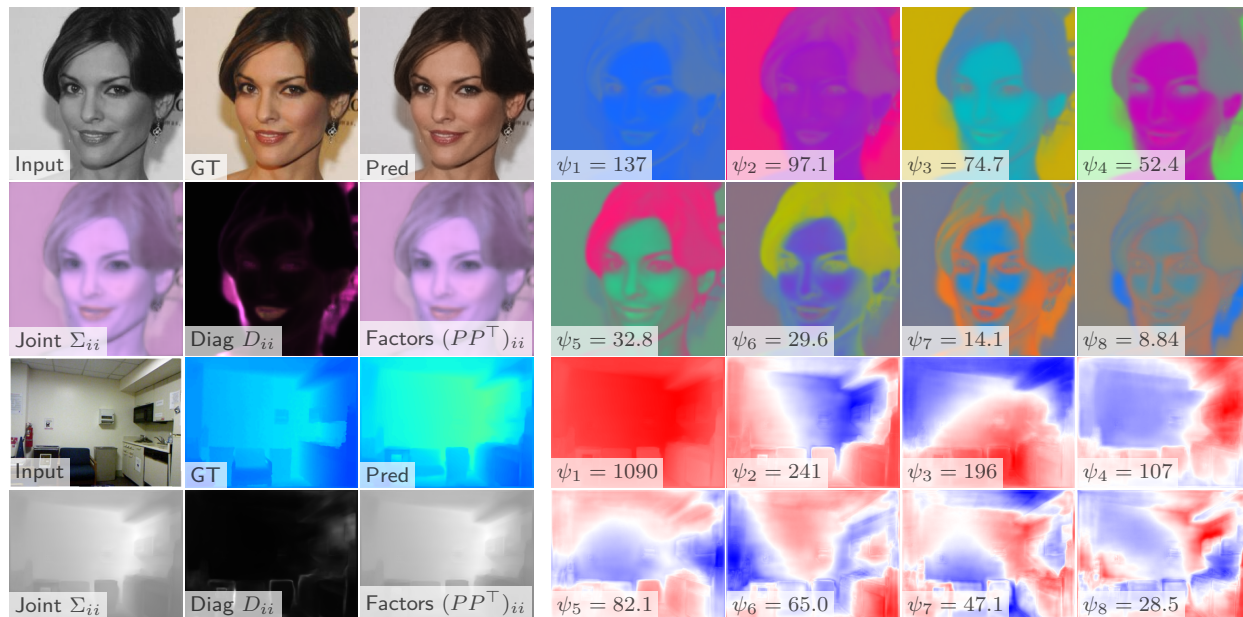 Input
GT
Pred
ψ₁ = 137
ψ₂ = 97.1
ψ₃ = 74.7
ψ₄ = 52.4
Joint Σᵢᵢ
Diag Dᵢᵢ
Factors (PP⊤)ᵢᵢ
ψ₅ = 32.8
ψ₆ = 29.6
ψ₇ = 14.1
ψ₈ = 8.84
Input
GT
Pred
ψ₁ = 1090
ψ₂ = 241
ψ₃ = 196
ψ₄ = 107
Joint Σᵢᵢ
Diag Dᵢᵢ
Factors (PP⊤)ᵢᵢ
ψ₅ = 82.1
ψ₆ = 65.0
ψ₇ = 47.1
ψ₈ = 28.5